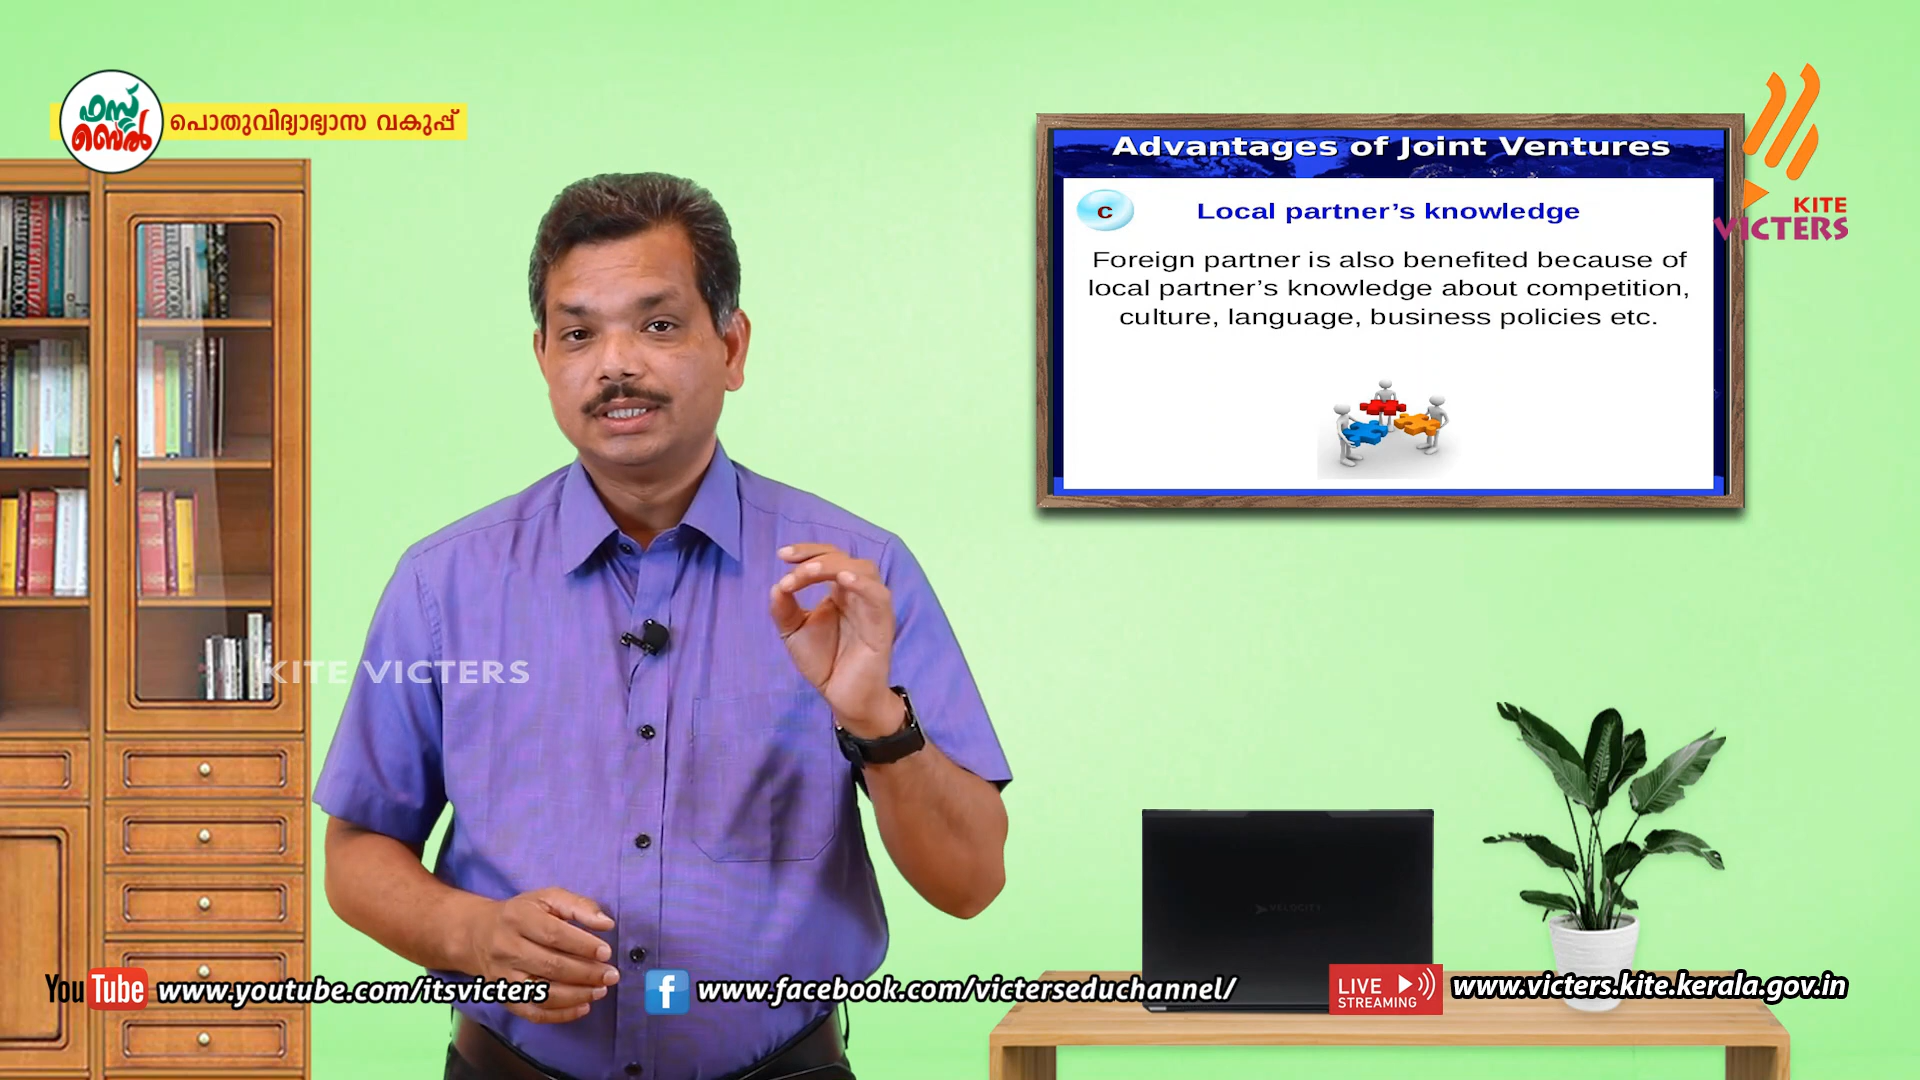 ഫസ്റ്റ്
ബെൽ
പൊതുവിദ്യാഭ്യാസ വകുപ്പ്
Advantages of Joint Ventures
c
Local partner’s knowledge
Foreign partner is also benefited because of
local partner’s knowledge about competition,
culture, language, business policies etc.
KITE
VICTERS
KITE VICTERS
VELOCITY
YouTube www.youtube.com/itsvicters
f www.facebook.com/victerseduchannel/
LIVE
STREAMING
www.victers.kite.kerala.gov.in